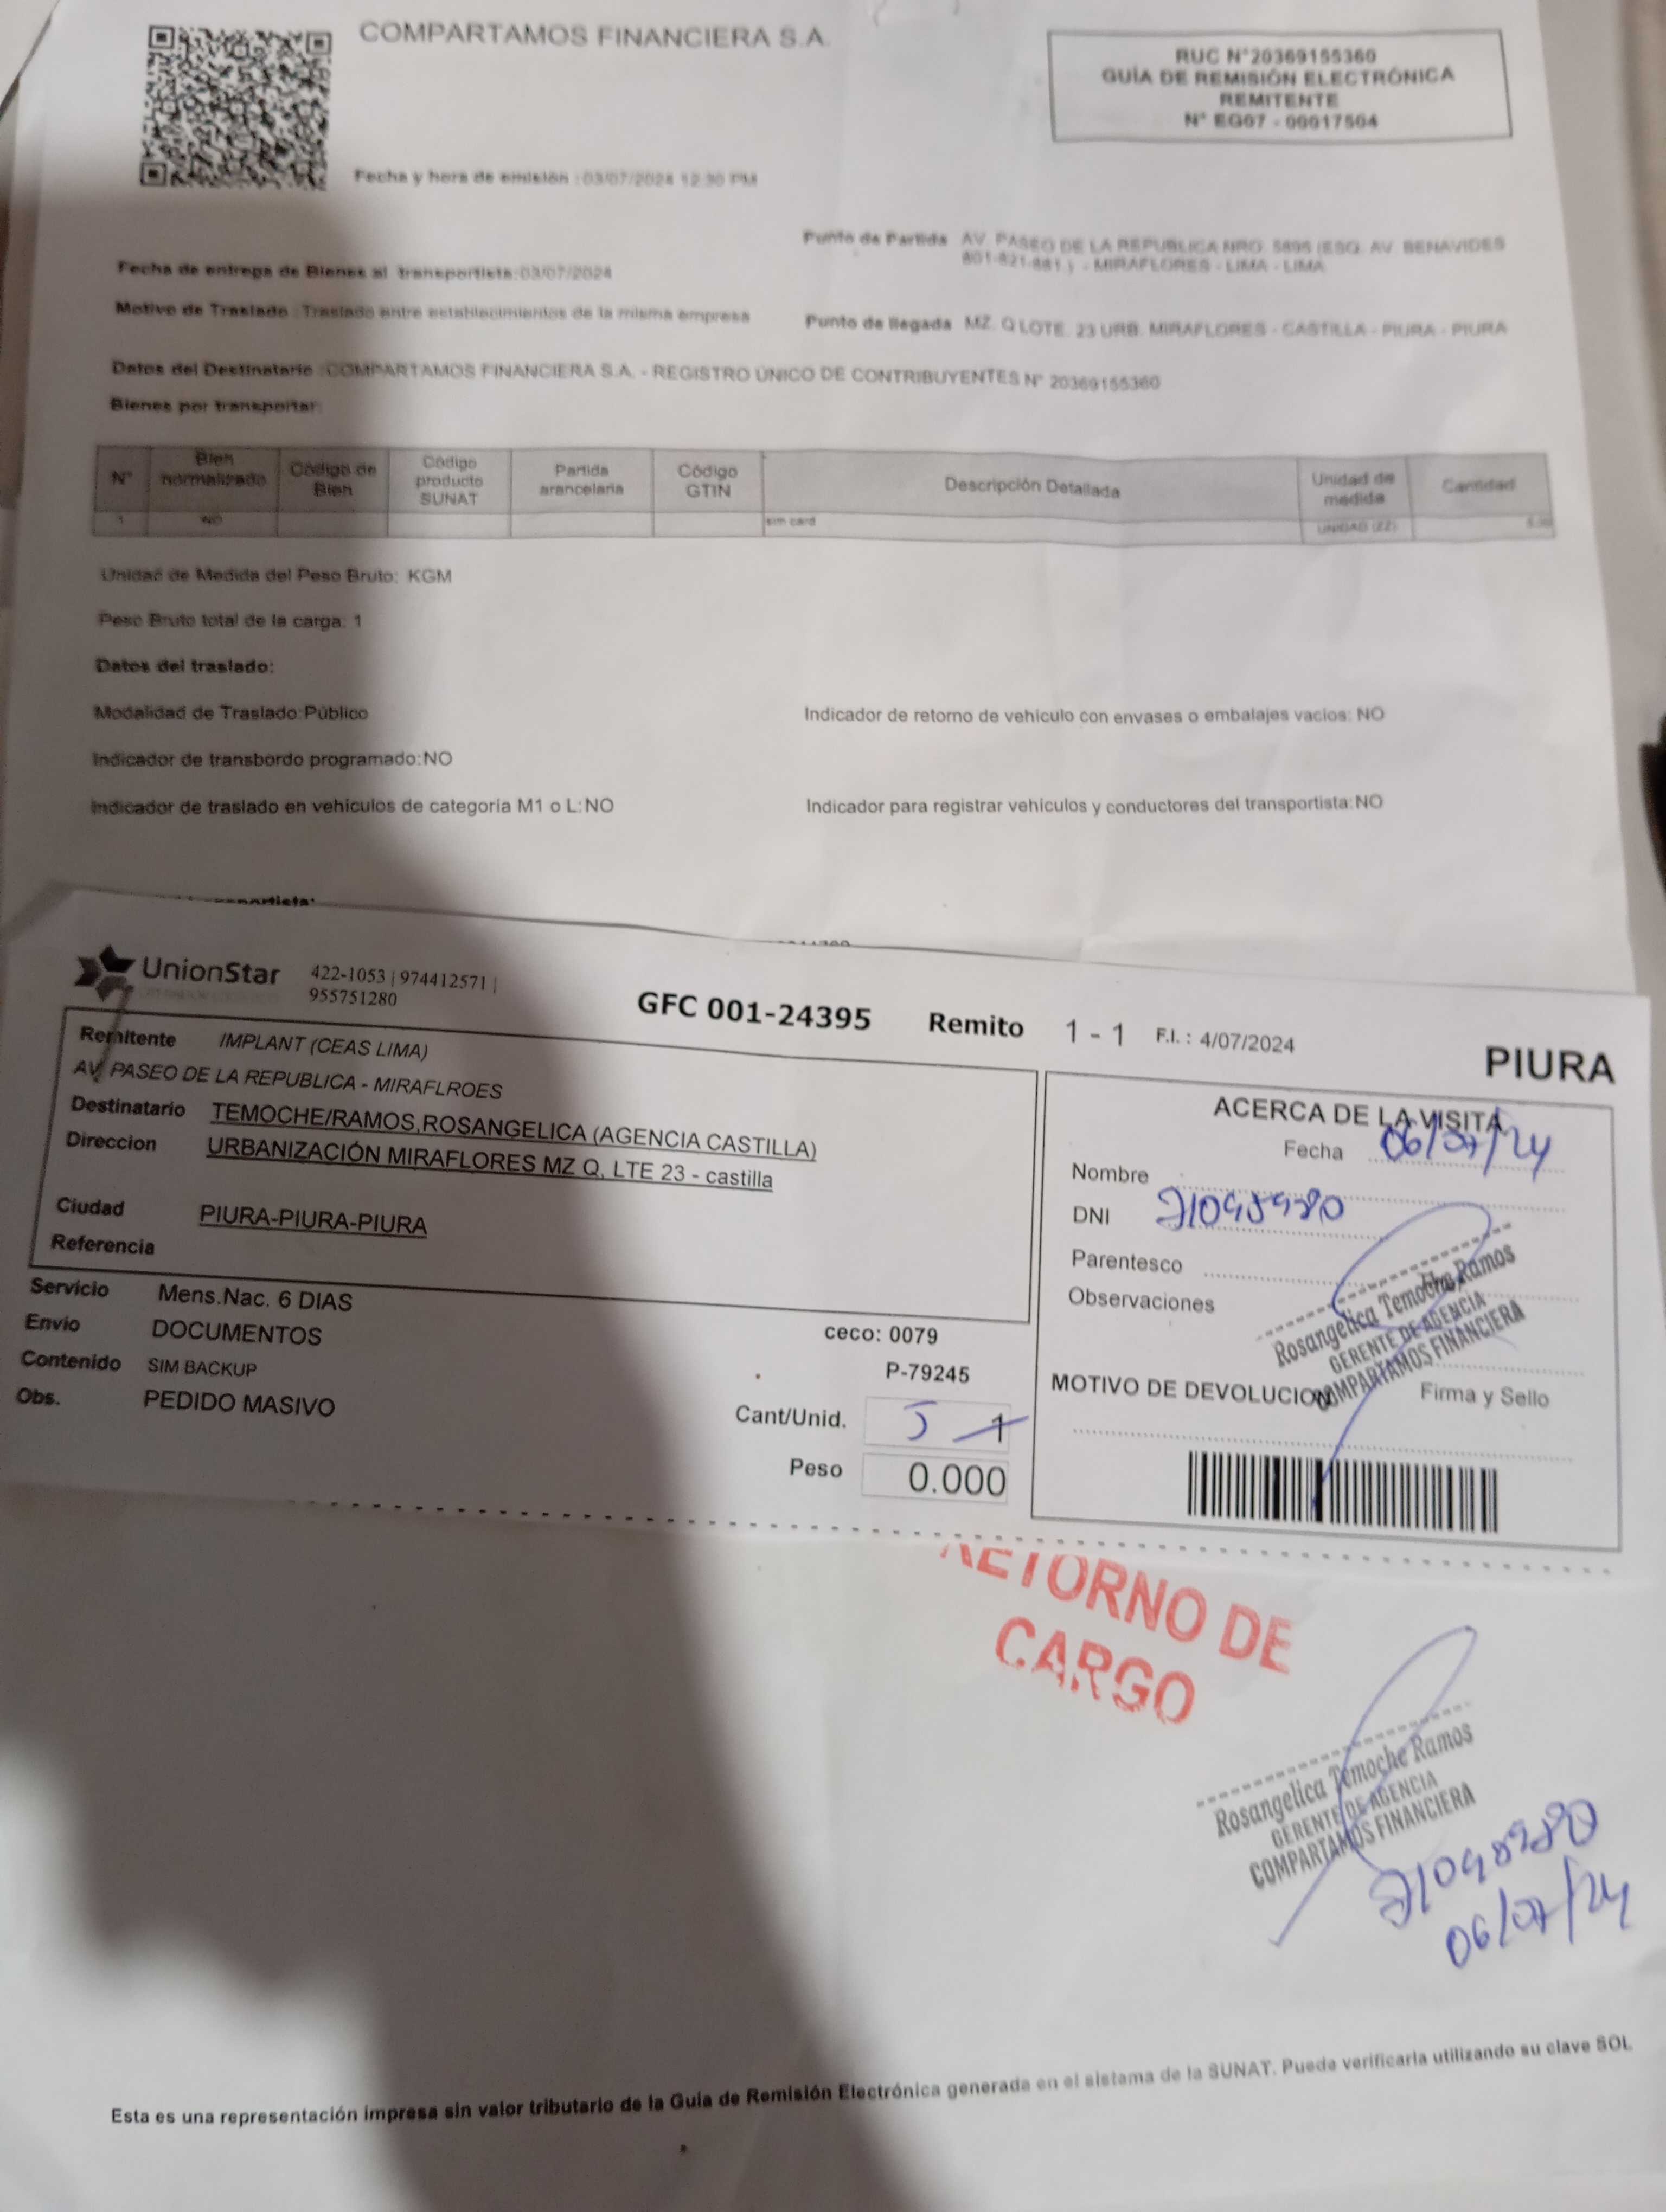 COMPARTAMOS FINANCIERA S.A.
RUC N°20369155360
GUÍA DE REMISIÓN ELECTRÓNICA
REMITENTE
N° EG07 - 00017504
Fecha y hora de emisión : 03/07/2024 12:30 PM
Fecha de entrega de Bienes al transportista:03/07/2024
Punto de Partida AV. PASEO DE LA REPUBLICA NRO. 5895 (ESQ. AV. BENAVIDES
801-821-881 ) - MIRAFLORES - LIMA - LIMA
Motivo de Traslado : Traslado entre establecimientos de la misma empresa
Punto de llegada MZ. Q LOTE. 23 URB. MIRAFLORES - CASTILLA - PIURA - PIURA
Datos del Destinatario :COMPARTAMOS FINANCIERA S.A. - REGISTRO ÚNICO DE CONTRIBUYENTES N° 20369155360
Bienes por transportar:
N° Bien normalizado Código de Bien Código producto SUNAT Partida arancelaria Código GTIN Descripción Detallada Unidad de medida Cantidad
1 NO sim card UNIDAD (ZZ)
Unidad de Medida del Peso Bruto: KGM
Peso Bruto total de la carga: 1
Datos del traslado:
Modalidad de Traslado:Público
Indicador de retorno de vehículo con envases o embalajes vacíos: NO
Indicador de transbordo programado:NO
Indicador de traslado en vehículos de categoría M1 o L:NO
Indicador para registrar vehículos y conductores del transportista:NO
UnionStar
422-1053 | 974412571 |
955751280
GFC 001-24395 Remito 1 - 1 F.I. : 4/07/2024
PIURA
Remitente IMPLANT (CEAS LIMA)
AV. PASEO DE LA REPUBLICA - MIRAFLROES
Destinatario TEMOCHE/RAMOS,ROSANGELICA (AGENCIA CASTILLA)
Direccion URBANIZACIÓN MIRAFLORES MZ Q, LTE 23 - castilla
Ciudad PIURA-PIURA-PIURA
Referencia
Servicio Mens.Nac. 6 DIAS
Envio DOCUMENTOS
Contenido SIM BACKUP
Obs. PEDIDO MASIVO
ceco: 0079
P-79245
Cant/Unid. 5 1
Peso 0.000
ACERCA DE LA VISITA
Fecha 06/07/24
Nombre
DNI
Parentesco
Observaciones
Rosangelica Temoche Ramos
GERENTE DE AGENCIA
COMPARTAMOS FINANCIERA
MOTIVO DE DEVOLUCION
Firma y Sello
RETORNO DE
CARGO
Rosangelica Temoche Ramos
GERENTE DE AGENCIA
COMPARTAMOS FINANCIERA
06/07/24
Esta es una representación impresa sin valor tributario de la Guía de Remisión Electrónica generada en el sistema de la SUNAT. Puede verificarla utilizando su clave SOL